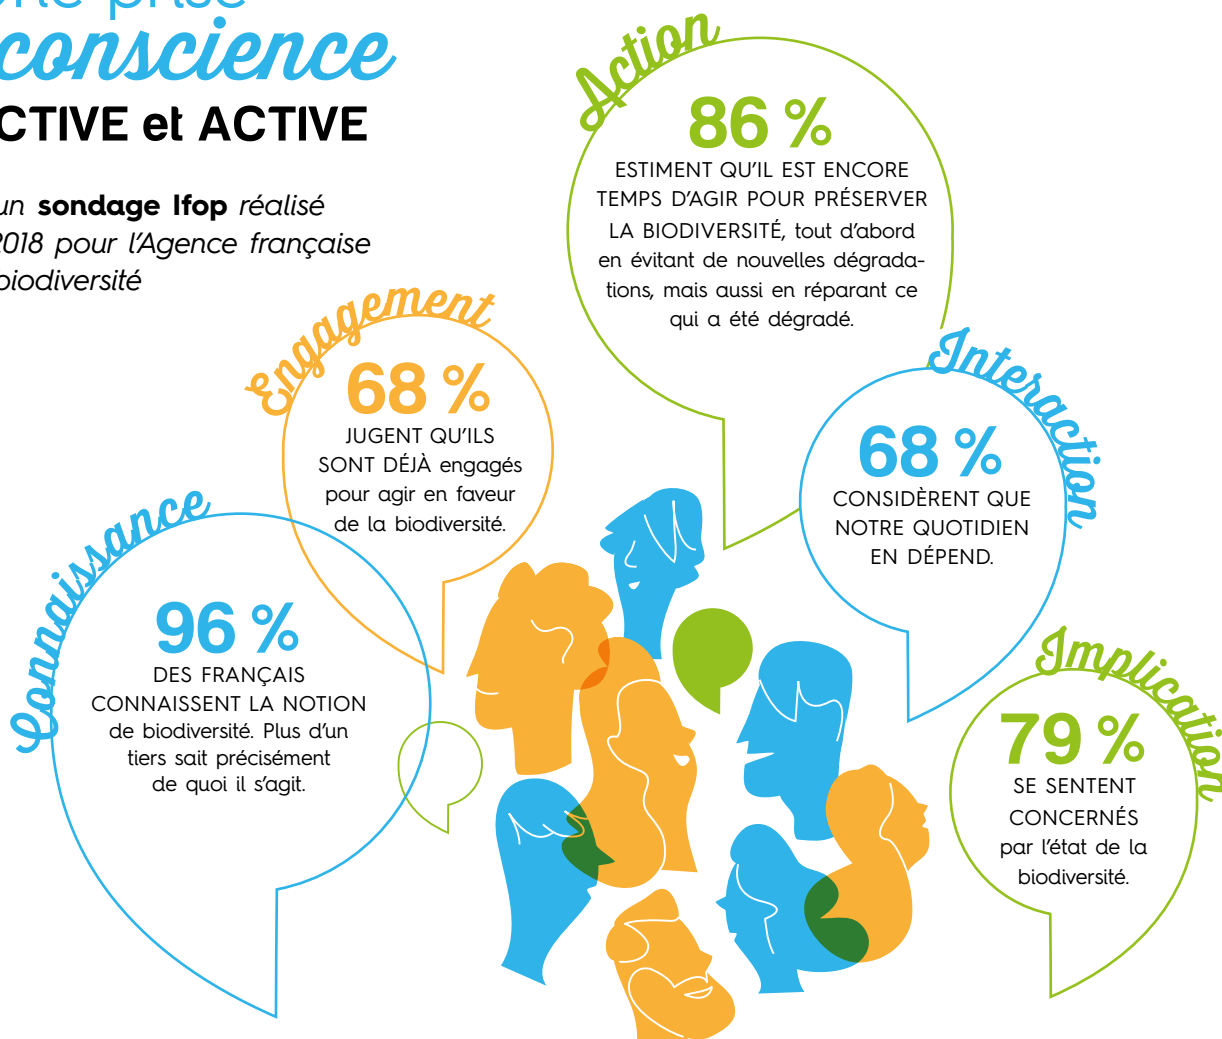 prise
conscience
CTIVE et ACTIVE
un sondage Ifop réalisé
2018 pour l'Agence française
biodiversité
Action
86 %
ESTIMENT QU'IL EST ENCORE
TEMPS D'AGIR POUR PRÉSERVER
LA BIODIVERSITÉ, tout d'abord
en évitant de nouvelles dégrada-
tions, mais aussi en réparant ce
qui a été dégradé.
Engagement
68 %
JUGENT QU'ILS
SONT DÉJÀ engagés
pour agir en faveur
de la biodiversité.
Interaction
68 %
CONSIDÈRENT QUE
NOTRE QUOTIDIEN
EN DÉPEND.
Connaissance
96 %
DES FRANÇAIS
CONNAISSENT LA NOTION
de biodiversité. Plus d'un
tiers sait précisément
de quoi il s'agit.
Implication
79 %
SE SENTENT
CONCERNÉS
par l'état de la
biodiversité.